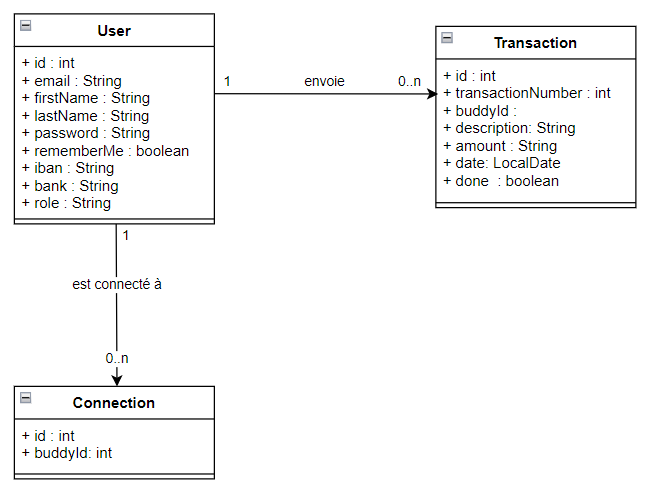 User
+ id : int
+ email : String
+ firstName : String
+ lastName : String
+ password : String
+ rememberMe : boolean
+ iban : String
+ bank : String
+ role : String
1 envoie 0..n
Transaction
+ id : int
+ transactionNumber : int
+ buddyId :
+ description: String
+ amount : String
+ date: LocalDate
+ done : boolean
1
est connecté à
0..n
Connection
+ id : int
+ buddyId: int